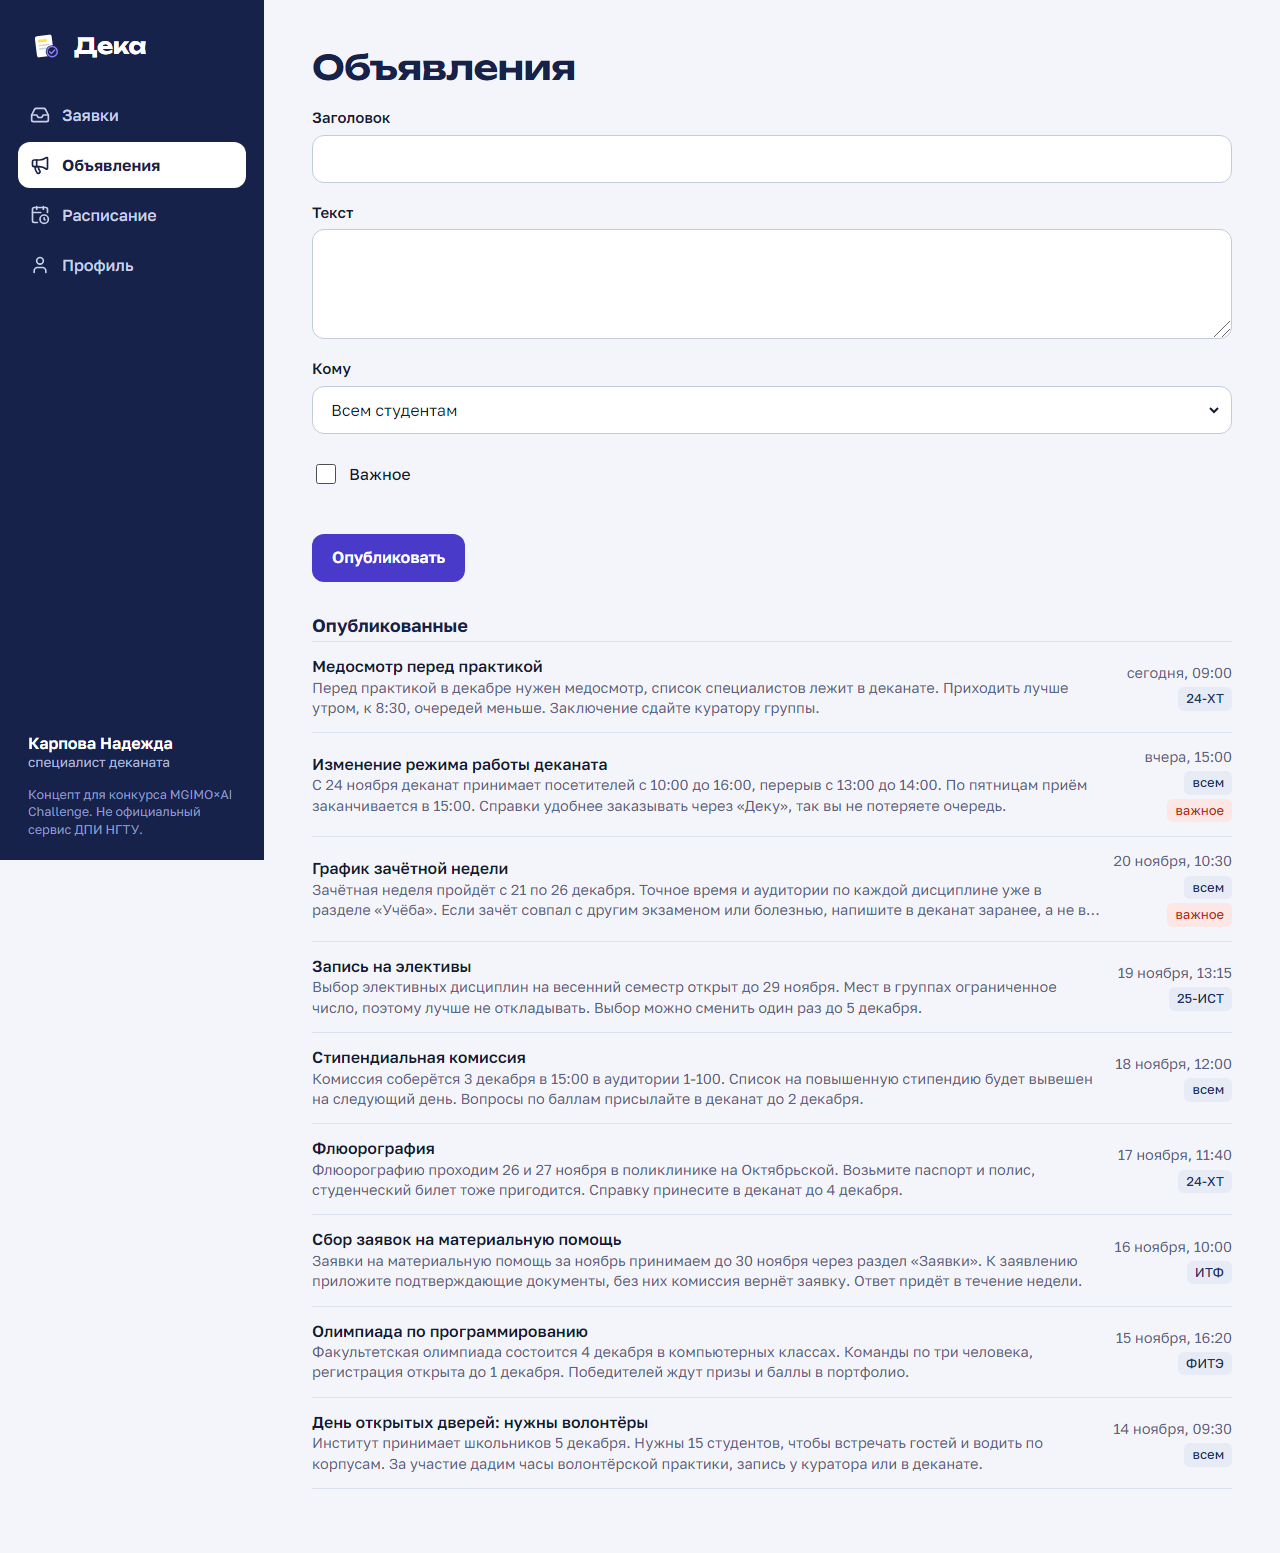 Дека
Заявки
Объявления
Расписание
Профиль
Карпова Надежда
специалист деканата
Концепт для конкурса MGIMO×AI
Challenge. Не официальный
сервис ДПИ НГТУ.
Объявления
Заголовок
Текст
Кому
Всем студентам
Важное
Опубликовать
Опубликованные
Медосмотр перед практикой
Перед практикой в декабре нужен медосмотр, список специалистов лежит в деканате. Приходить лучше
утром, к 8:30, очередей меньше. Заключение сдайте куратору группы.
сегодня, 09:00
24-ХТ
Изменение режима работы деканата
С 24 ноября деканат принимает посетителей с 10:00 до 16:00, перерыв с 13:00 до 14:00. По пятницам приём
заканчивается в 15:00. Справки удобнее заказывать через «Деку», так вы не потеряете очередь.
вчера, 15:00
всем
важное
График зачётной недели
Зачётная неделя пройдёт с 21 по 26 декабря. Точное время и аудитории по каждой дисциплине уже в
разделе «Учёба». Если зачёт совпал с другим экзаменом или болезнью, напишите в деканат заранее, а не в…
20 ноября, 10:30
всем
важное
Запись на элективы
Выбор элективных дисциплин на весенний семестр открыт до 29 ноября. Мест в группах ограниченное
число, поэтому лучше не откладывать. Выбор можно сменить один раз до 5 декабря.
19 ноября, 13:15
25-ИСТ
Стипендиальная комиссия
Комиссия соберётся 3 декабря в 15:00 в аудитории 1-100. Список на повышенную стипендию будет вывешен
на следующий день. Вопросы по баллам присылайте в деканат до 2 декабря.
18 ноября, 12:00
всем
Флюорография
Флюорографию проходим 26 и 27 ноября в поликлинике на Октябрьской. Возьмите паспорт и полис,
студенческий билет тоже пригодится. Справку принесите в деканат до 4 декабря.
17 ноября, 11:40
24-ХТ
Сбор заявок на материальную помощь
Заявки на материальную помощь за ноябрь принимаем до 30 ноября через раздел «Заявки». К заявлению
приложите подтверждающие документы, без них комиссия вернёт заявку. Ответ придёт в течение недели.
16 ноября, 10:00
ИТФ
Олимпиада по программированию
Факультетская олимпиада состоится 4 декабря в компьютерных классах. Команды по три человека,
регистрация открыта до 1 декабря. Победителей ждут призы и баллы в портфолио.
15 ноября, 16:20
ФИТЭ
День открытых дверей: нужны волонтёры
Институт принимает школьников 5 декабря. Нужны 15 студентов, чтобы встречать гостей и водить по
корпусам. За участие дадим часы волонтёрской практики, запись у куратора или в деканате.
14 ноября, 09:30
всем